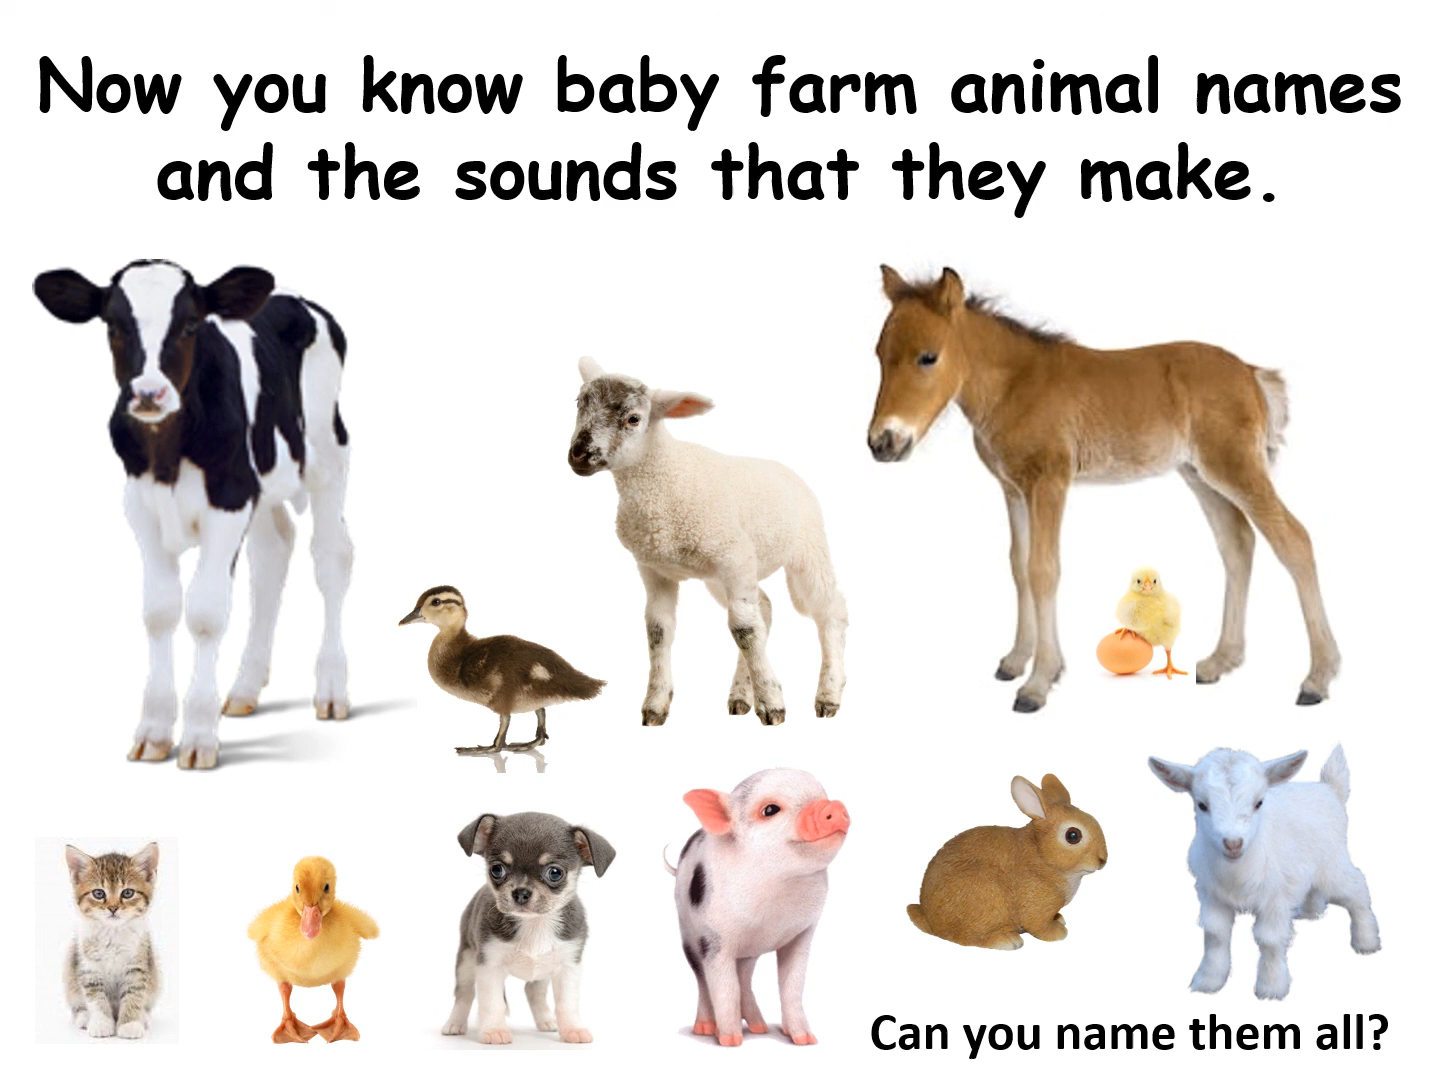 Now you know baby farm animal names
and the sounds that they make.
Can you name them all?